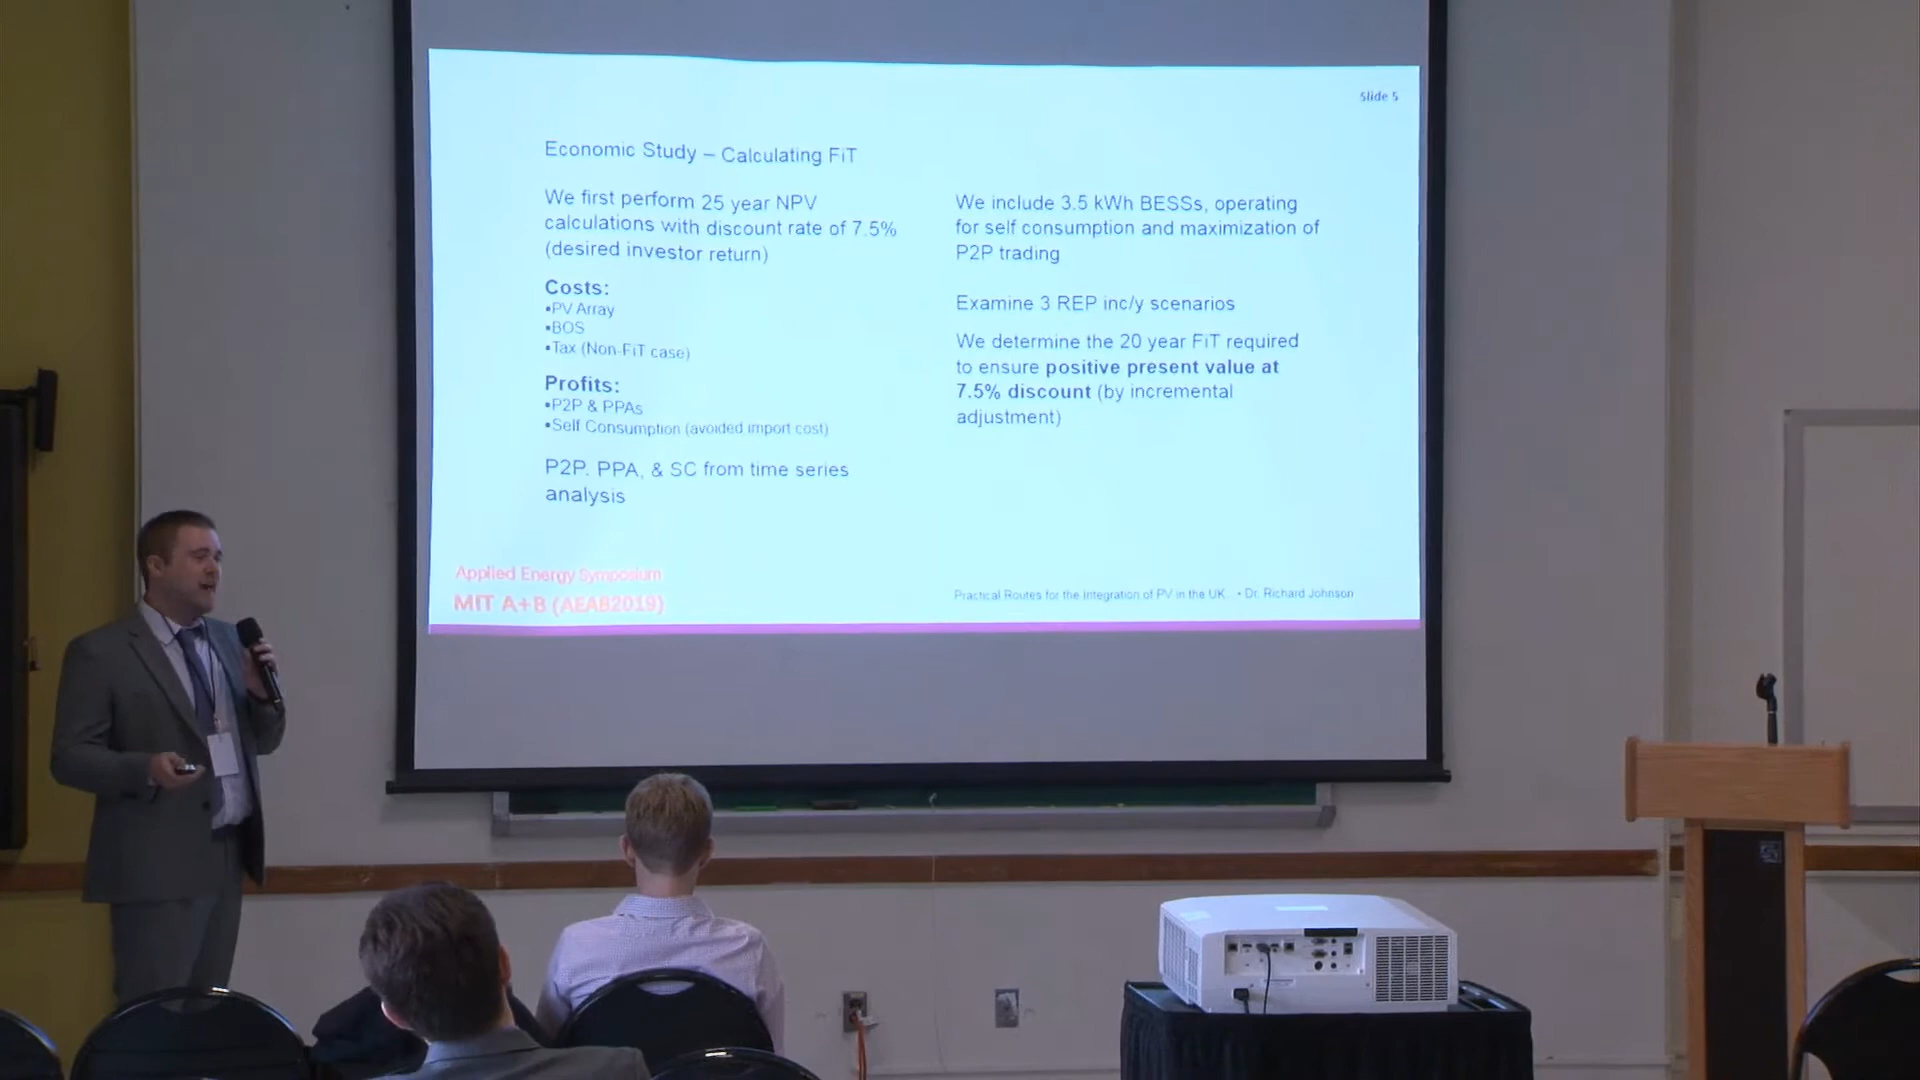 Slide 5
Economic Study – Calculating FiT
We first perform 25 year NPV
calculations with discount rate of 7.5%
(desired investor return)
Costs:
▪PV Array
▪BOS
▪Tax (Non-FiT case)
Profits:
▪P2P & PPAs
▪Self Consumption (avoided import cost)
P2P. PPA, & SC from time series
analysis
We include 3.5 kWh BESSs, operating
for self consumption and maximization of
P2P trading
Examine 3 REP inc/y scenarios
We determine the 20 year FiT required
to ensure positive present value at
7.5% discount (by incremental
adjustment)
Applied Energy Symposium
MIT A+B (AEAB2019)
Practical Routes for the Integration of PV in the UK • Dr. Richard Johnson